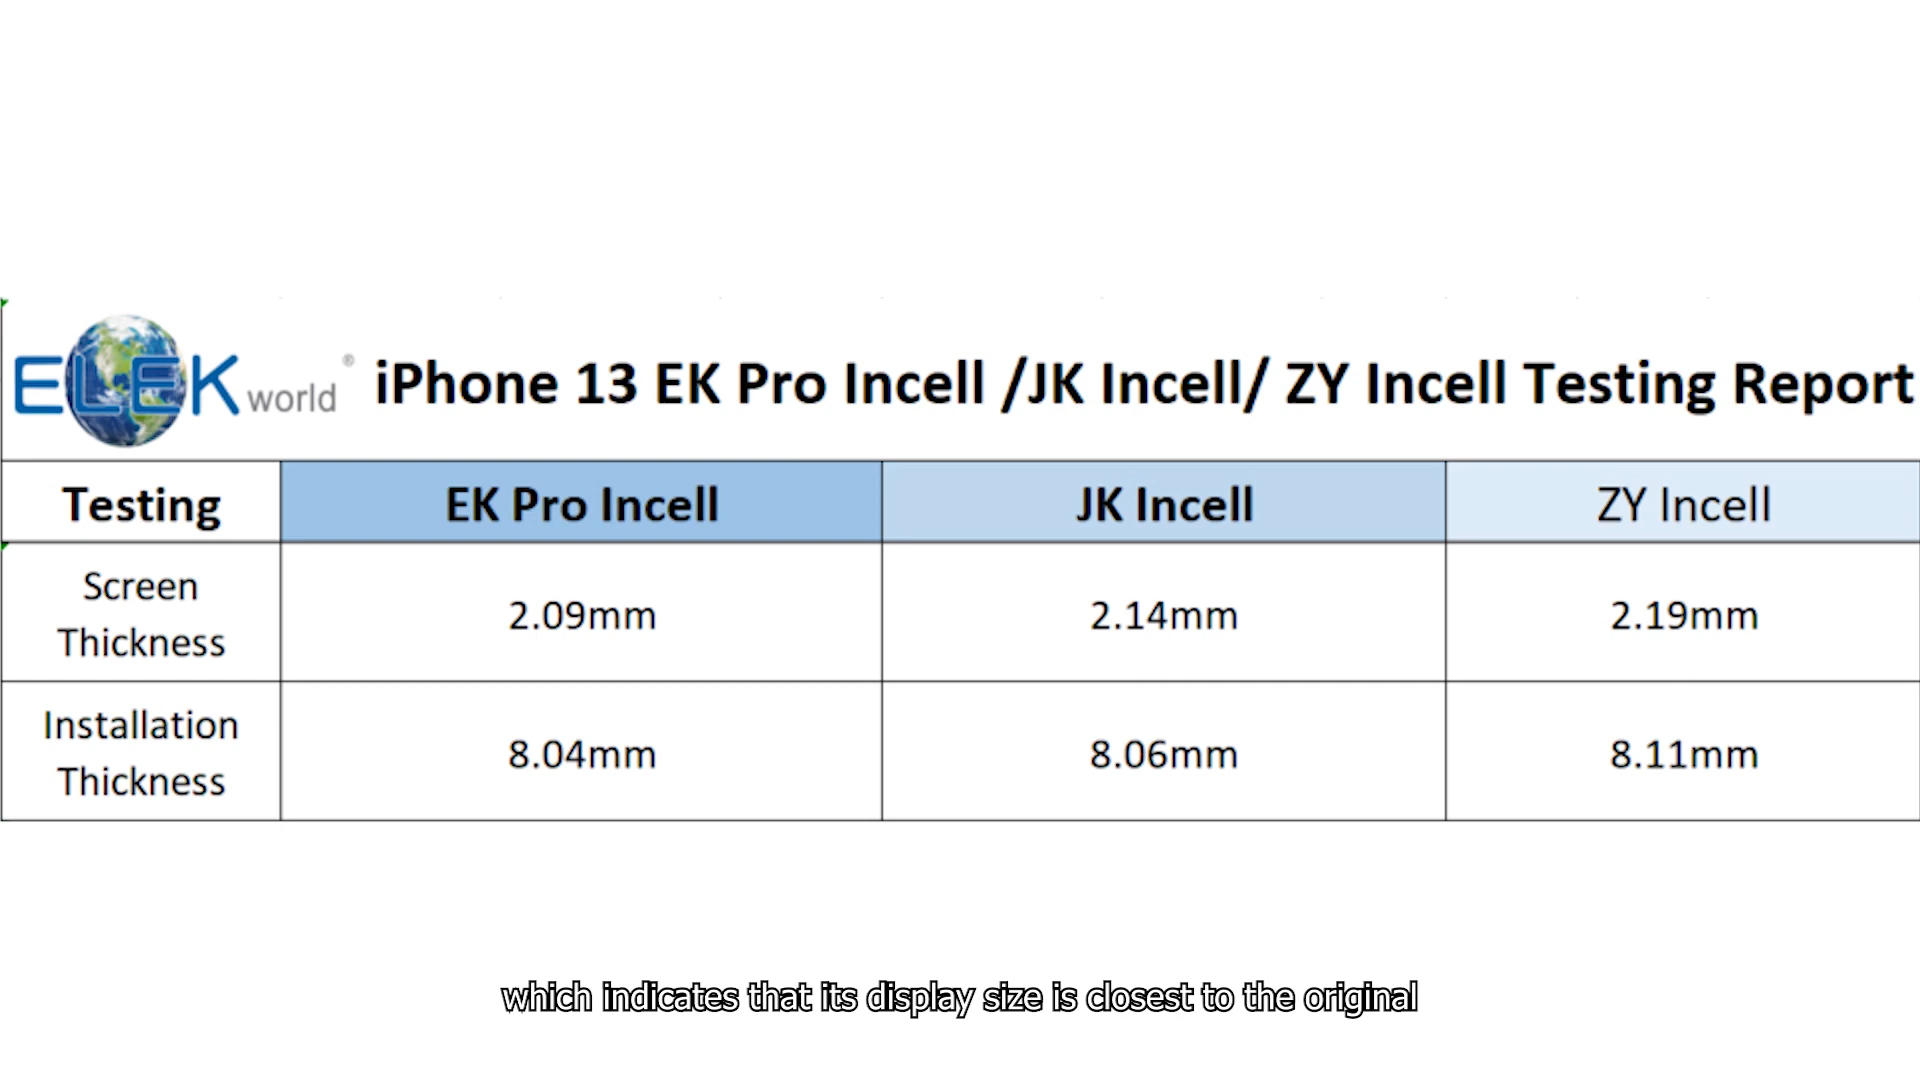 ELEK world ®
iPhone 13 EK Pro Incell /JK Incell/ ZY Incell Testing Report
Testing EK Pro Incell JK Incell ZY Incell
Screen
Thickness
2.09mm 2.14mm 2.19mm
Installation
Thickness
8.04mm 8.06mm 8.11mm
which indicates that its display size is closest to the original